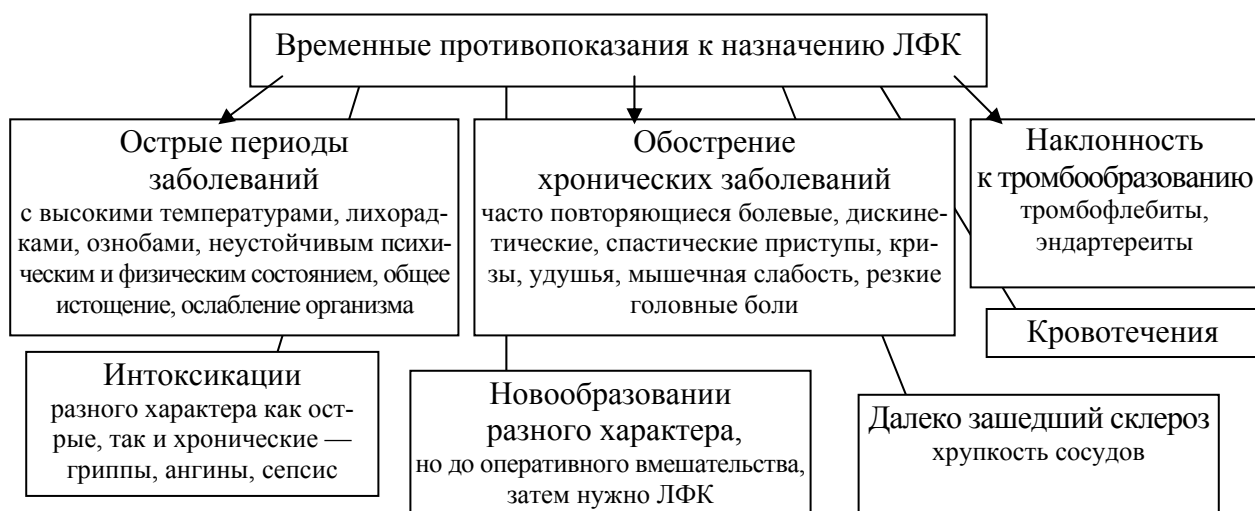 Временные противопоказания к назначению ЛФК
Острые периоды
заболеваний
с высокими температурами, лихорад-
ками, ознобами, неустойчивым психи-
ческим и физическим состоянием, общее
истощение, ослабление организма
Обострение
хронических заболеваний
часто повторяющиеся болевые, дискине-
тические, спастические приступы, кри-
зы, удушья, мышечная слабость, резкие
головные боли
Наклонность
к тромбообразованию
тромбофлебиты,
эндартереиты
Кровотечения
Интоксикации
разного характера как ост-
рые, так и хронические —
гриппы, ангины, сепсис
Новообразовании
разного характера,
но до оперативного вмешательства,
затем нужно ЛФК
Далеко зашедший склероз
хрупкость сосудов